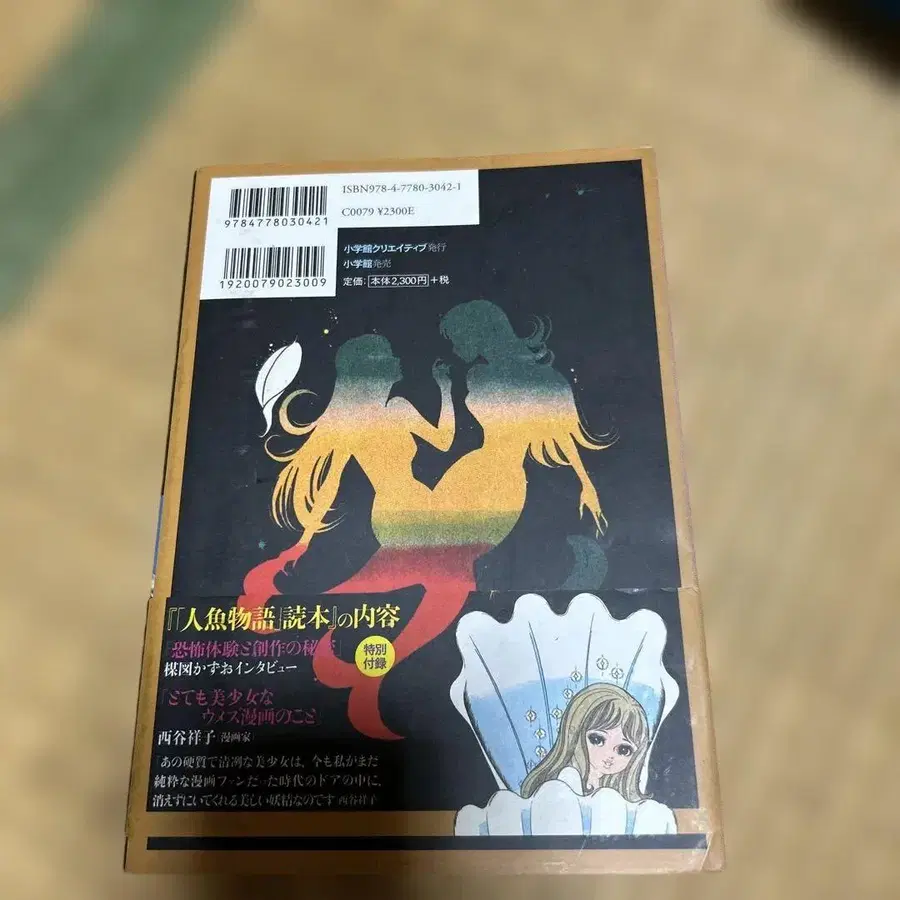 ISBN978-4-7780-3042-1
C0079 ¥2300E
9784778030421
1920079023009
小学館クリエイティブ発行
小学館発売
定価：本体2,300円+税
『「人魚物語」読本』の内容
「恐怖体験と創作の秘密」
楳図かずおインタビュー
特別
付録
「とても美少女な
ウメズ漫画のこと」
西谷祥子（漫画家）
「あの硬質で清冽な美少女は、今も私がまだ
純粋な漫画ファンだった時代のドアの中に、
消えずにいてくれる美しい妖精なのです」西谷祥子